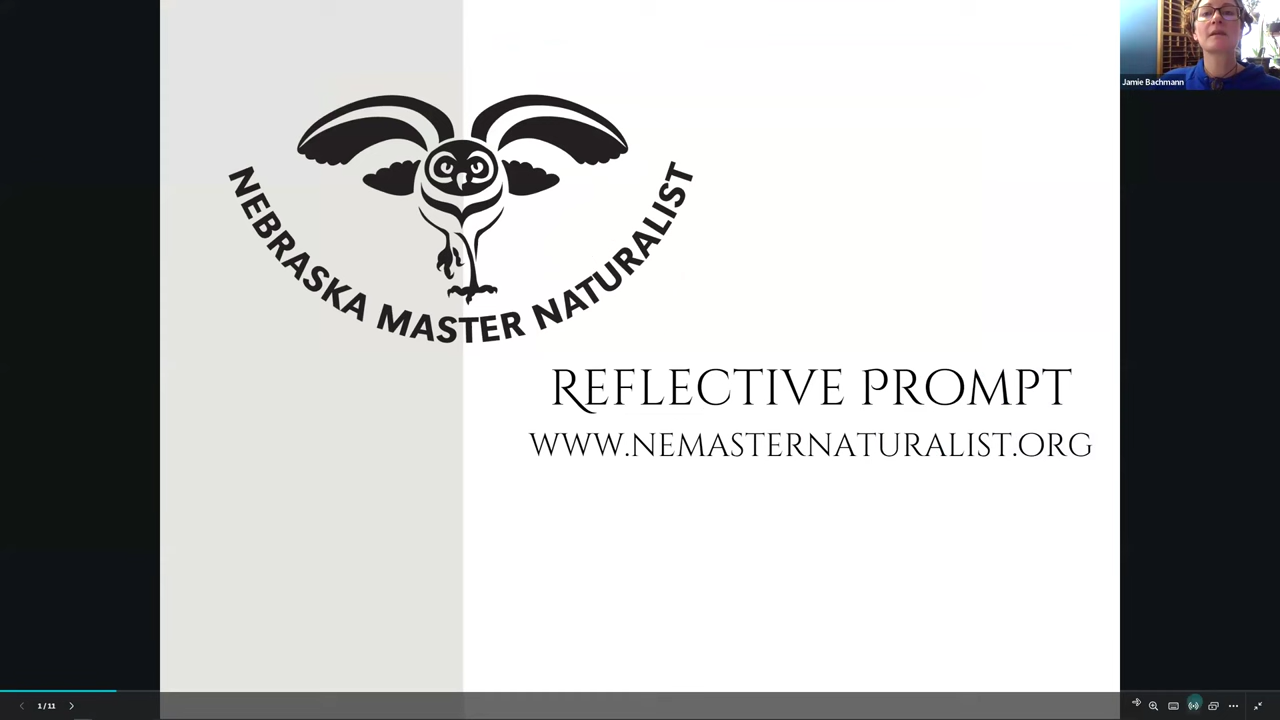 Jamie Bachmann
NEBRASKA MASTER NATURALIST
REFLECTIVE PROMPT
WWW.NEMASTERNATURALIST.ORG
1 / 11